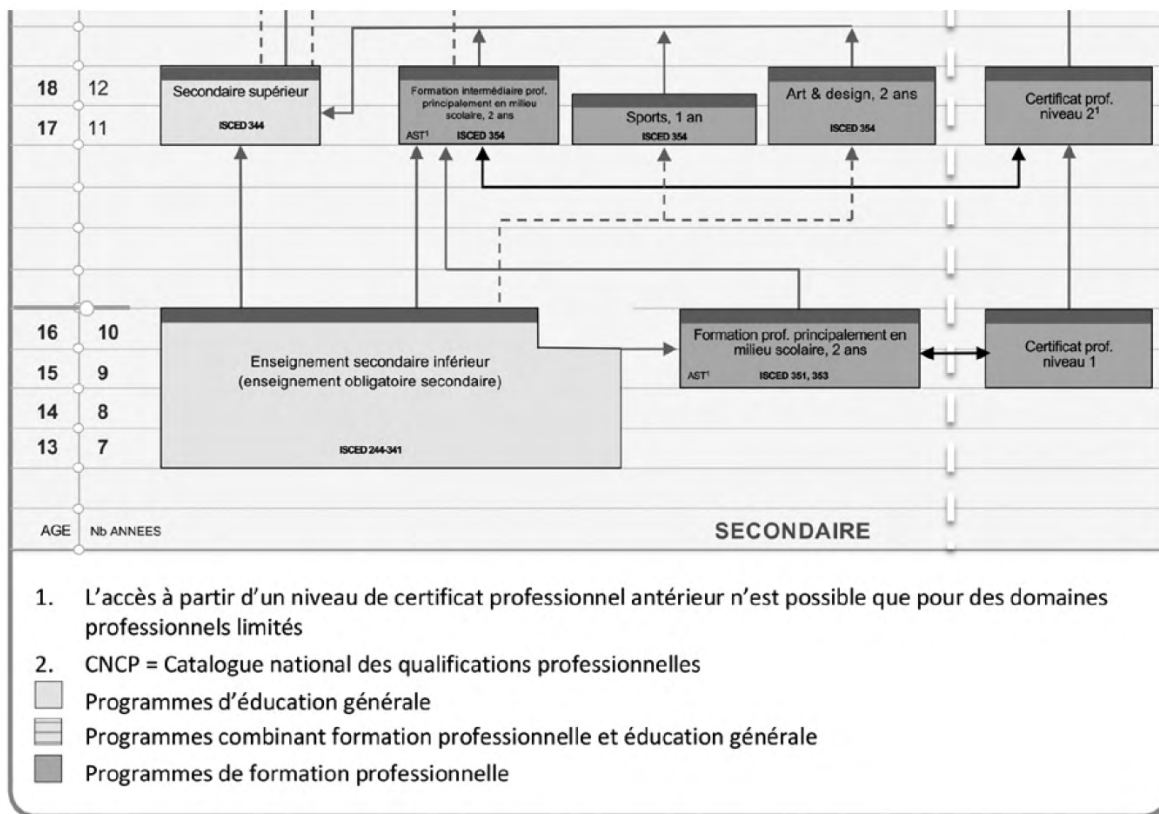 18
12
Secondaire supérieur
ISCED 344
Formation intermédiaire prof.
principalement en milieu
scolaire, 2 ans
AST¹ ISCED 354
Sports, 1 an
ISCED 354
Art & design, 2 ans
ISCED 354
Certificat prof.
niveau 2¹
17
11
16
10
Enseignement secondaire inférieur
(enseignement obligatoire secondaire)
ISCED 244-341
Formation prof. principalement en
milieu scolaire, 2 ans
AST¹ ISCED 351, 353
Certificat prof.
niveau 1
15
9
14
8
13
7
AGE
Nb ANNEES
SECONDAIRE
1. L’accès à partir d’un niveau de certificat professionnel antérieur n’est possible que pour des domaines
professionnels limités
2. CNCP = Catalogue national des qualifications professionnelles
Programmes d’éducation générale
Programmes combinant formation professionnelle et éducation générale
Programmes de formation professionnelle